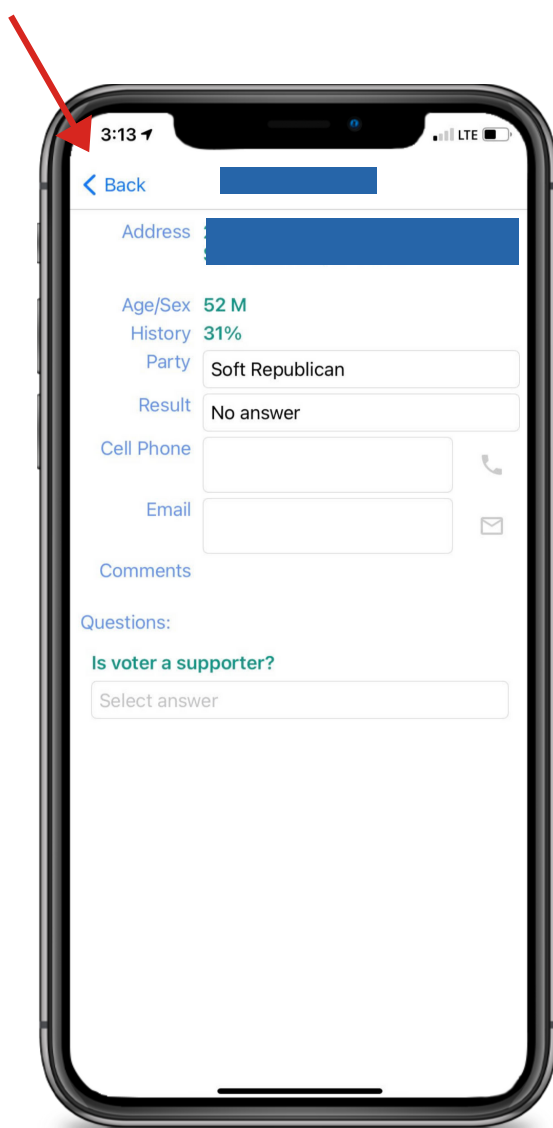 3:13 LTE
Back
Address
Age/Sex 52 M
History 31%
Party Soft Republican
Result No answer
Cell Phone
Email
Comments
Questions:
Is voter a supporter?
Select answer